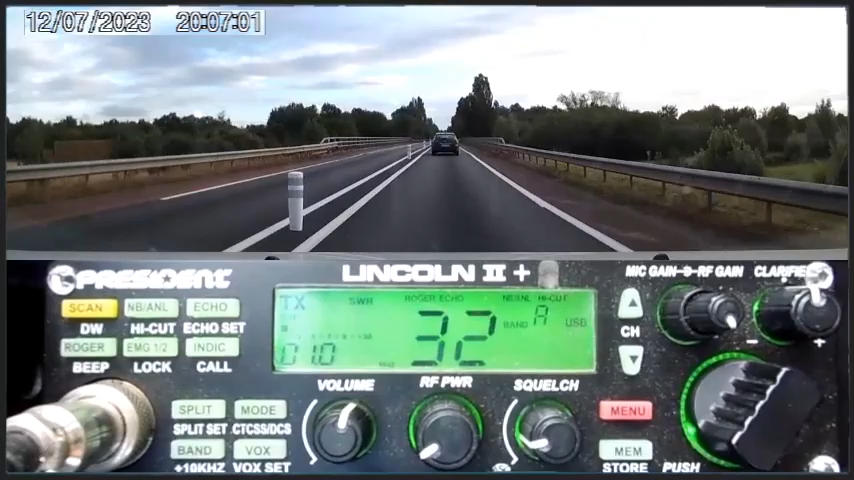 12/07/2023 20:07:01
PRESIDENT LINCOLN II + MIC GAIN RF GAIN CLARIFIER
SCAN NB/ANL ECHO
DW HI-CUT ECHO SET
ROGER EMG 1/2 INDIC
BEEP LOCK CALL
TX SWR ROGER ECHO NB/ANL HI-CUT
32 BAND A USB
01.0
CH
VOLUME RF PWR SQUELCH
SPLIT MODE MENU
SPLIT SET CTCSS/DCS
BAND VOX MEM
+10KHZ VOX SET STORE PUSH